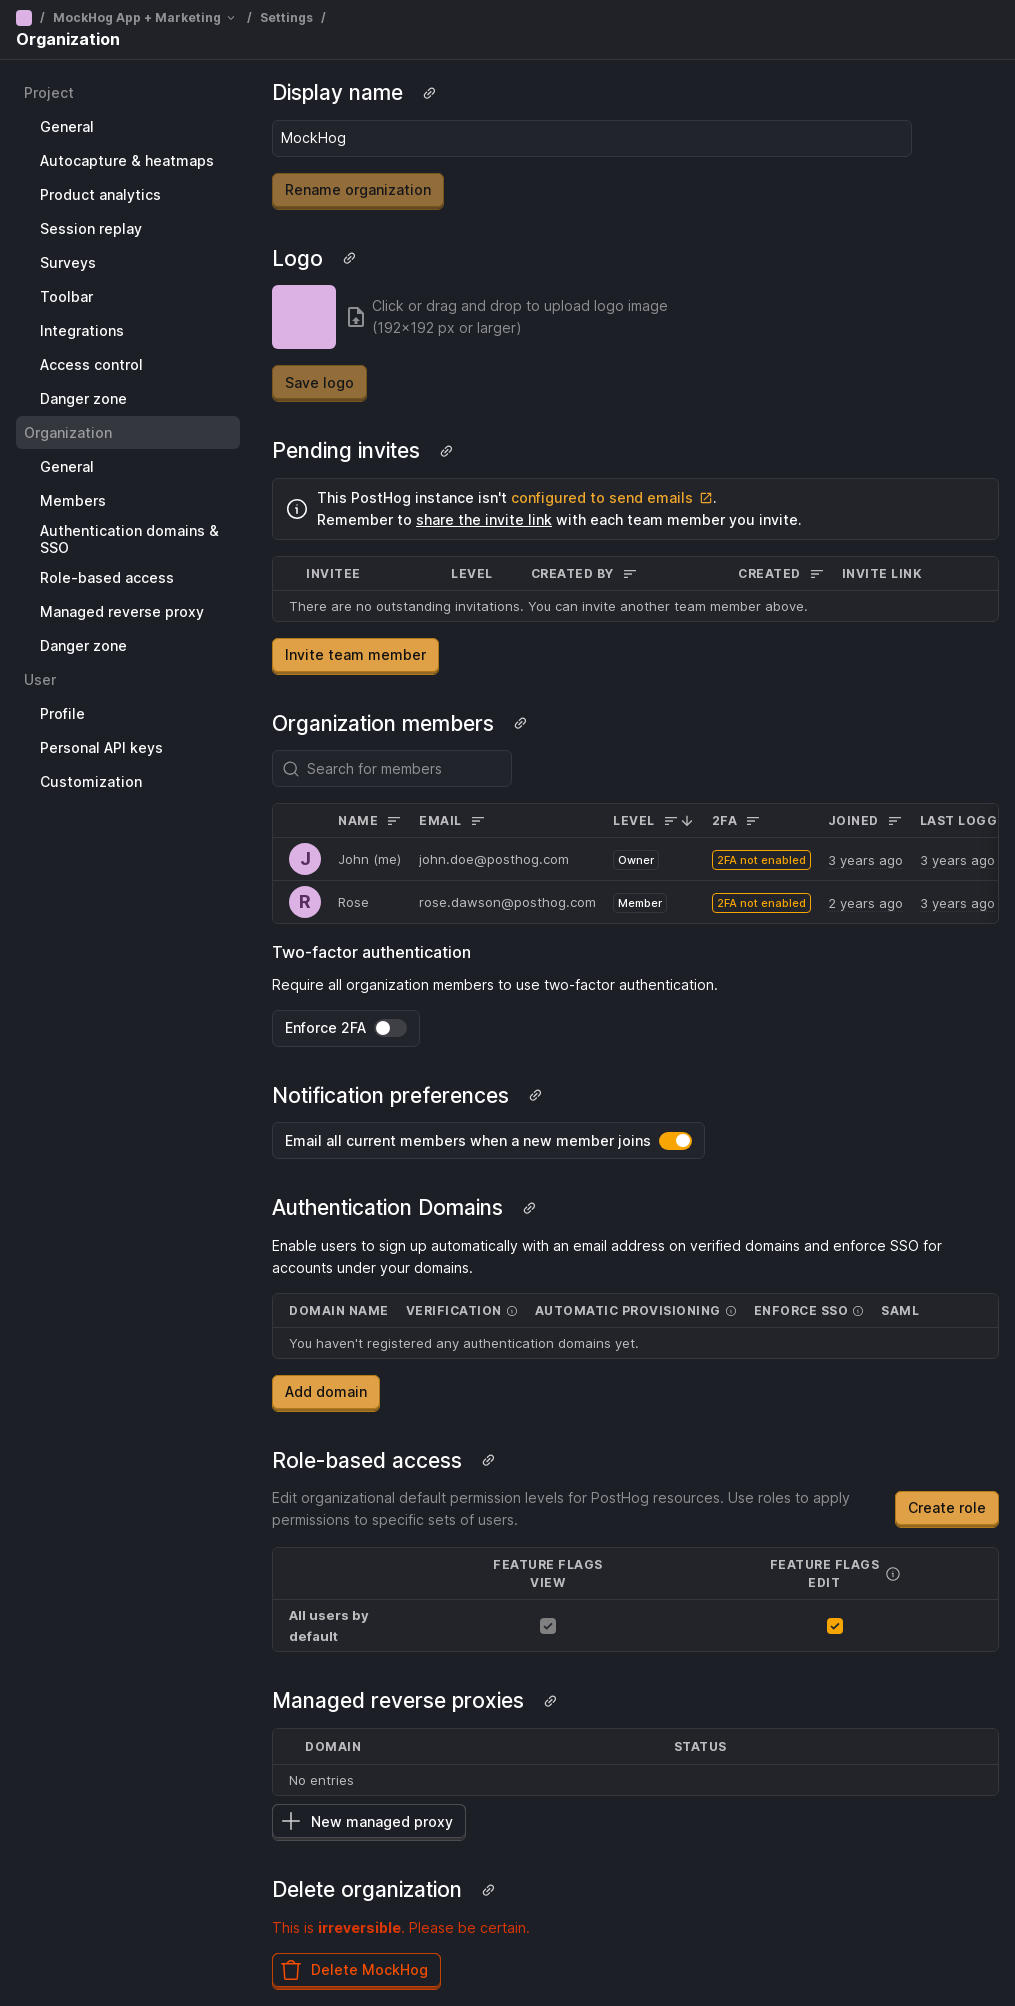 / MockHog App + Marketing / Settings /
Organization
Project
General
Autocapture & heatmaps
Product analytics
Session replay
Surveys
Toolbar
Integrations
Access control
Danger zone
Organization
General
Members
Authentication domains &
SSO
Role-based access
Managed reverse proxy
Danger zone
User
Profile
Personal API keys
Customization
Display name
MockHog
Rename organization
Logo
Click or drag and drop to upload logo image
(192×192 px or larger)
Save logo
Pending invites
This PostHog instance isn't configured to send emails.
Remember to share the invite link with each team member you invite.
INVITEE LEVEL CREATED BY CREATED INVITE LINK
There are no outstanding invitations. You can invite another team member above.
Invite team member
Organization members
Search for members
NAME EMAIL LEVEL 2FA JOINED LAST LOGG
J John (me) john.doe@posthog.com Owner 2FA not enabled 3 years ago 3 years ago
R Rose rose.dawson@posthog.com Member 2FA not enabled 2 years ago 3 years ago
Two-factor authentication
Require all organization members to use two-factor authentication.
Enforce 2FA
Notification preferences
Email all current members when a new member joins
Authentication Domains
Enable users to sign up automatically with an email address on verified domains and enforce SSO for
accounts under your domains.
DOMAIN NAME VERIFICATION AUTOMATIC PROVISIONING ENFORCE SSO SAML
You haven't registered any authentication domains yet.
Add domain
Role-based access
Edit organizational default permission levels for PostHog resources. Use roles to apply
permissions to specific sets of users.
Create role
FEATURE FLAGS
VIEW
FEATURE FLAGS
EDIT
All users by
default
Managed reverse proxies
DOMAIN STATUS
No entries
New managed proxy
Delete organization
This is irreversible. Please be certain.
Delete MockHog